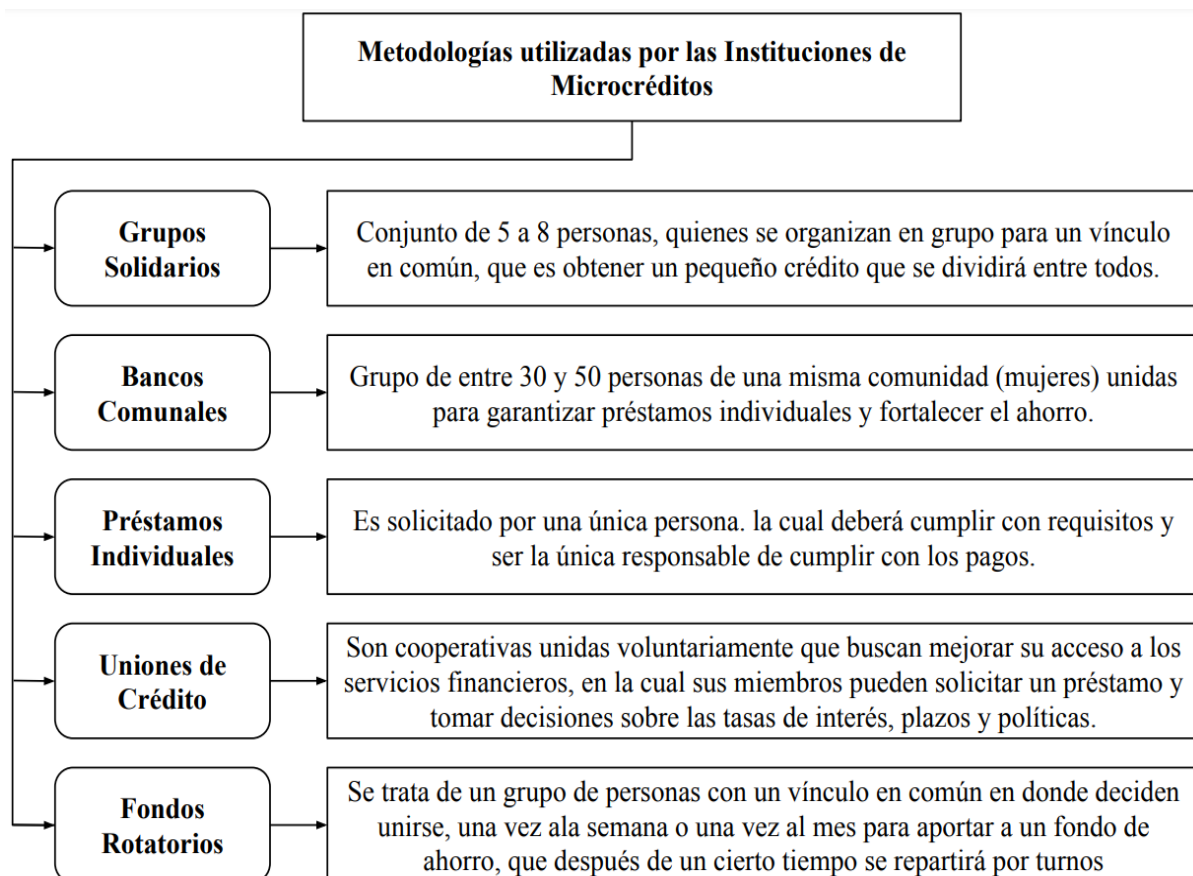 Metodologías utilizadas por las Instituciones de
Microcréditos
Grupos
Solidarios
Conjunto de 5 a 8 personas, quienes se organizan en grupo para un vínculo
en común, que es obtener un pequeño crédito que se dividirá entre todos.
Bancos
Comunales
Grupo de entre 30 y 50 personas de una misma comunidad (mujeres) unidas
para garantizar préstamos individuales y fortalecer el ahorro.
Préstamos
Individuales
Es solicitado por una única persona. la cual deberá cumplir con requisitos y
ser la única responsable de cumplir con los pagos.
Uniones de
Crédito
Son cooperativas unidas voluntariamente que buscan mejorar su acceso a los
servicios financieros, en la cual sus miembros pueden solicitar un préstamo y
tomar decisiones sobre las tasas de interés, plazos y políticas.
Fondos
Rotatorios
Se trata de un grupo de personas con un vínculo en común en donde deciden
unirse, una vez ala semana o una vez al mes para aportar a un fondo de
ahorro, que después de un cierto tiempo se repartirá por turnos